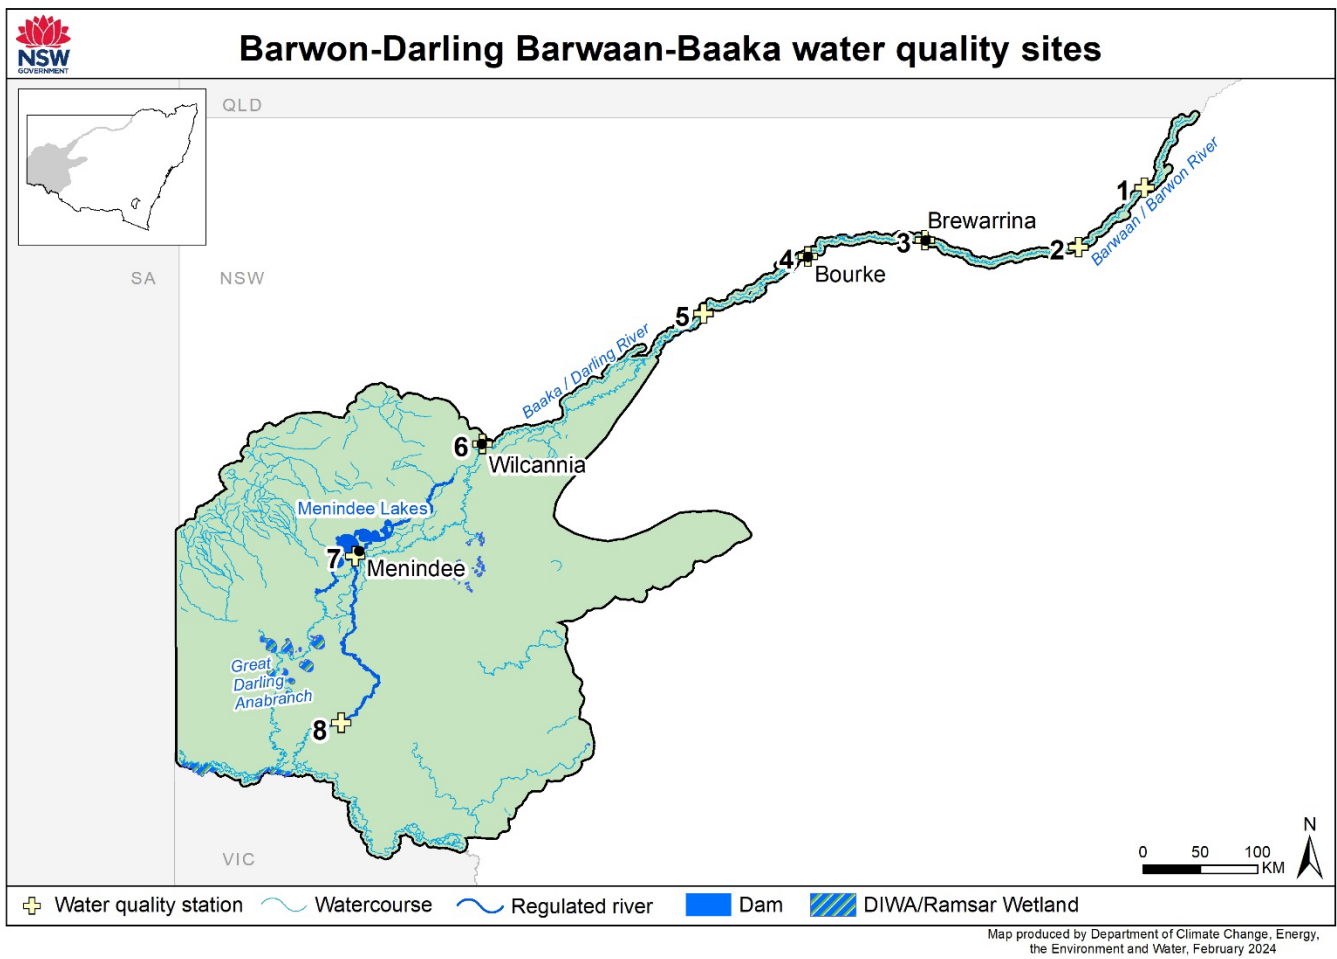 NSW
GOVERNMENT
Barwon-Darling Barwaan-Baaka water quality sites
QLD
SA
NSW
VIC
1
Barwaan / Barwon River
2
Brewarrina
3
4
Bourke
5
Baaka / Darling River
6
Wilcannia
Menindee Lakes
7
Menindee
Great
Darling
Anabranch
8
N
0 50 100
KM
Water quality station
Watercourse
Regulated river
Dam
DIWA/Ramsar Wetland
Map produced by Department of Climate Change, Energy,
the Environment and Water, February 2024